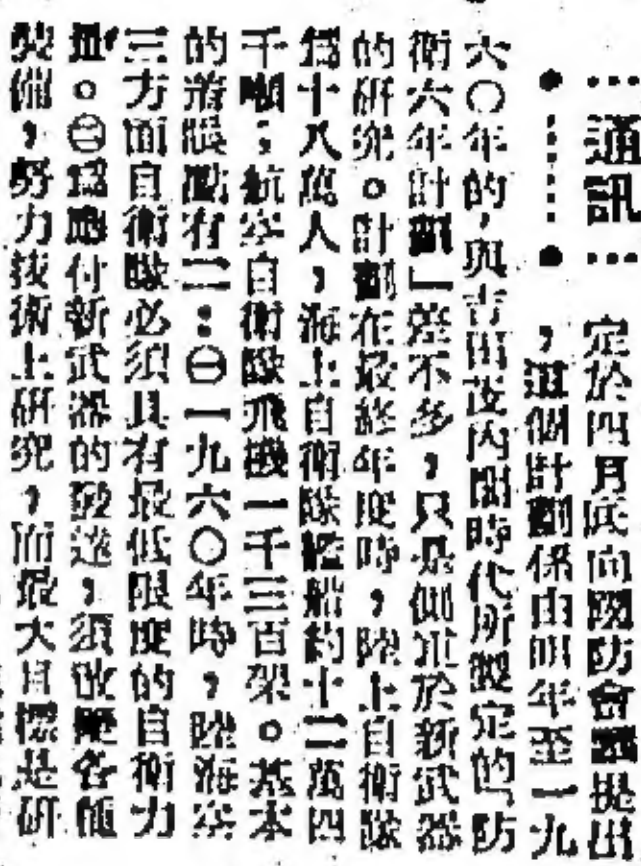 …通訊…
定於四月底向國防會議提出
，這個計劃係由明年至一九
六〇年的，與吉田茂內閣時代所擬定的「防
衛六年計劃」差不多，只是側重於新武器
的研究。計劃在最終年度時，陸上自衛隊
為十八萬人，海上自衛隊艦船約十二萬四
千噸；航空自衛隊飛機一千三百架。基本
的着眼點有二：㊀一九六〇年時，陸海空
三方面自衛隊必須具有最低限度的自衛力
量。㊁為應付新武器的發達，須改變各種
裝備，努力技術上研究，而最大目標是研